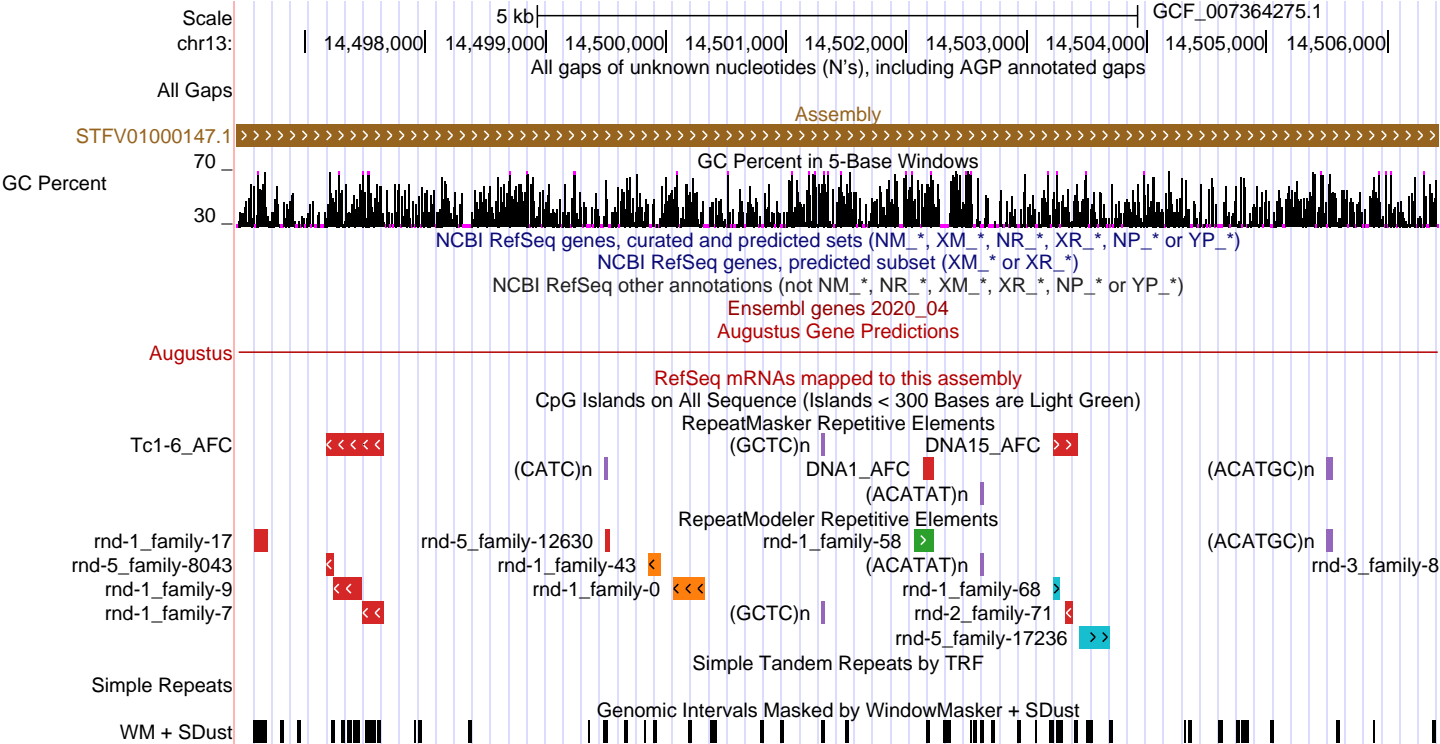 Scale 5 kb GCF_007364275.1
chr13: 14,498,000 14,499,000 14,500,000 14,501,000 14,502,000 14,503,000 14,504,000 14,505,000 14,506,000
All gaps of unknown nucleotides (N's), including AGP annotated gaps
All Gaps
Assembly
STFV01000147.1
70 GC Percent in 5-Base Windows
GC Percent
30
NCBI RefSeq genes, curated and predicted sets (NM_*, XM_*, NR_*, XR_*, NP_* or YP_*)
NCBI RefSeq genes, predicted subset (XM_* or XR_*)
NCBI RefSeq other annotations (not NM_*, NR_*, XM_*, XR_*, NP_* or YP_*)
Ensembl genes 2020_04
Augustus Gene Predictions
Augustus
RefSeq mRNAs mapped to this assembly
CpG Islands on All Sequence (Islands < 300 Bases are Light Green)
RepeatMasker Repetitive Elements
Tc1-6_AFC (GCTC)n DNA15_AFC
(CATC)n DNA1_AFC (ACATGC)n
(ACATAT)n
RepeatModeler Repetitive Elements
rnd-1_family-17 rnd-5_family-12630 rnd-1_family-58 (ACATGC)n
rnd-5_family-8043 rnd-1_family-43 (ACATAT)n rnd-3_family-8
rnd-1_family-9 rnd-1_family-0 rnd-1_family-68
rnd-1_family-7 (GCTC)n rnd-2_family-71
rnd-5_family-17236
Simple Tandem Repeats by TRF
Simple Repeats
Genomic Intervals Masked by WindowMasker + SDust
WM + SDust